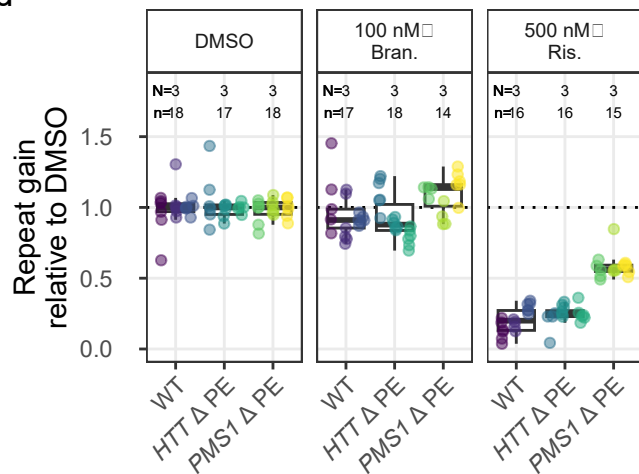 DMSO
100 nM□
Bran.
500 nM□
Ris.
N=3 3 3
n=18 17 18
3 3 3
n=17 18 14
N=3 3 3
n=16 16 15
Repeat gain
relative to DMSO
1.5
1.0
0.5
0.0
WT
HTT Δ PE
PMS1 Δ PE
WT
HTT Δ PE
PMS1 Δ PE
WT
HTT Δ PE
PMS1 Δ PE